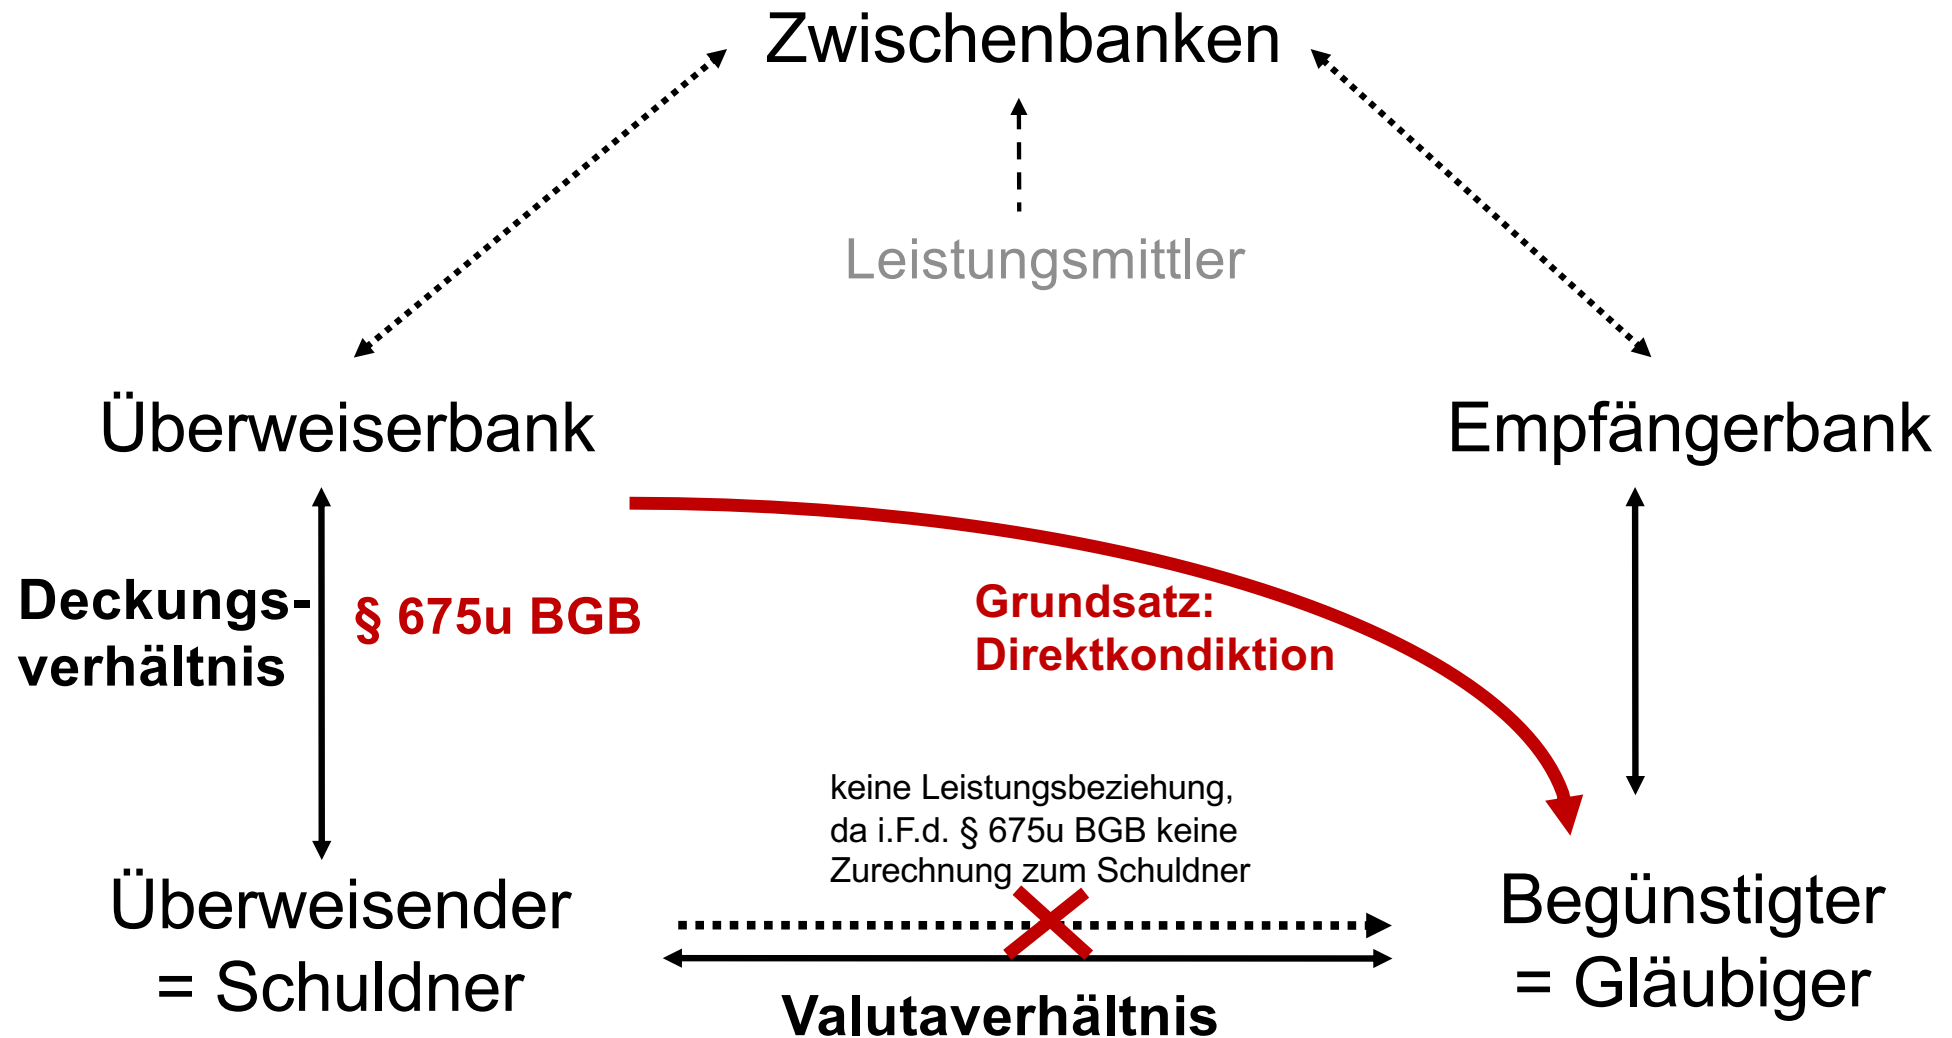 Zwischenbanken
Leistungsmittler
Überweiserbank
Empfängerbank
Deckungs-
verhältnis
§ 675u BGB
Grundsatz:
Direktkondiktion
keine Leistungsbeziehung,
da i.F.d. § 675u BGB keine
Zurechnung zum Schuldner
Überweisender
= Schuldner
Begünstigter
= Gläubiger
Valutaverhältnis